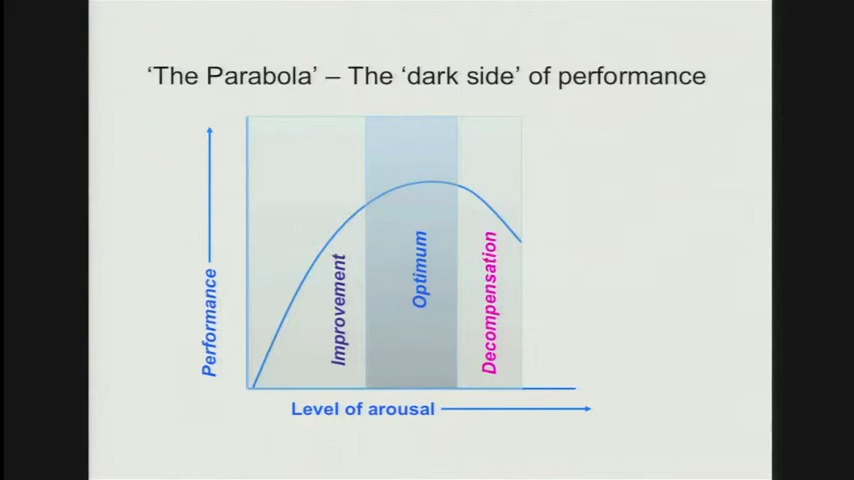 ‘The Parabola’ – The ‘dark side’ of performance
Performance
Improvement
Optimum
Decompensation
Level of arousal